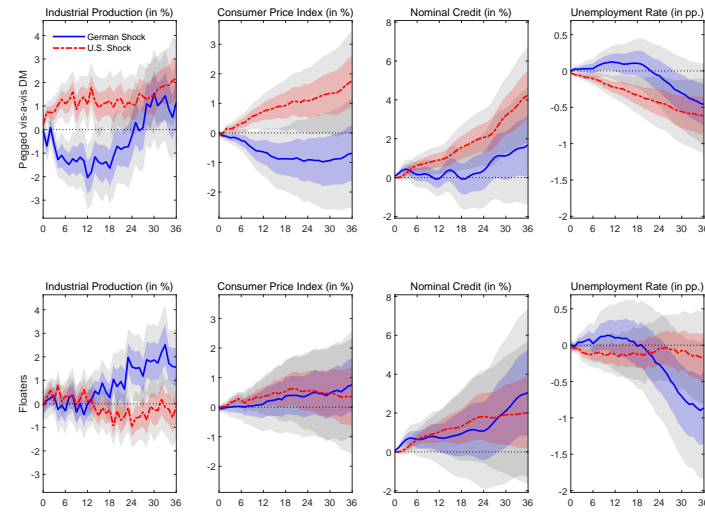 Industrial Production (in %)
Consumer Price Index (in %)
Nominal Credit (in %)
Unemployment Rate (in pp.)
Pegged vis-a-vis DM
German Shock
U.S. Shock
4
3
2
1
0
-1
-2
-3
0 6 12 18 24 30 36
3
2
1
0
-1
-2
0 6 12 18 24 30 36
8
6
4
2
0
-2
0 6 12 18 24 30 36
0.5
0
-0.5
-1
-1.5
-2
0 6 12 18 24 30 36
Industrial Production (in %)
Consumer Price Index (in %)
Nominal Credit (in %)
Unemployment Rate (in pp.)
Floaters
4
3
2
1
0
-1
-2
-3
0 6 12 18 24 30 36
3
2
1
0
-1
-2
0 6 12 18 24 30 36
8
6
4
2
0
-2
0 6 12 18 24 30 36
0.5
0
-0.5
-1
-1.5
-2
0 6 12 18 24 30 36